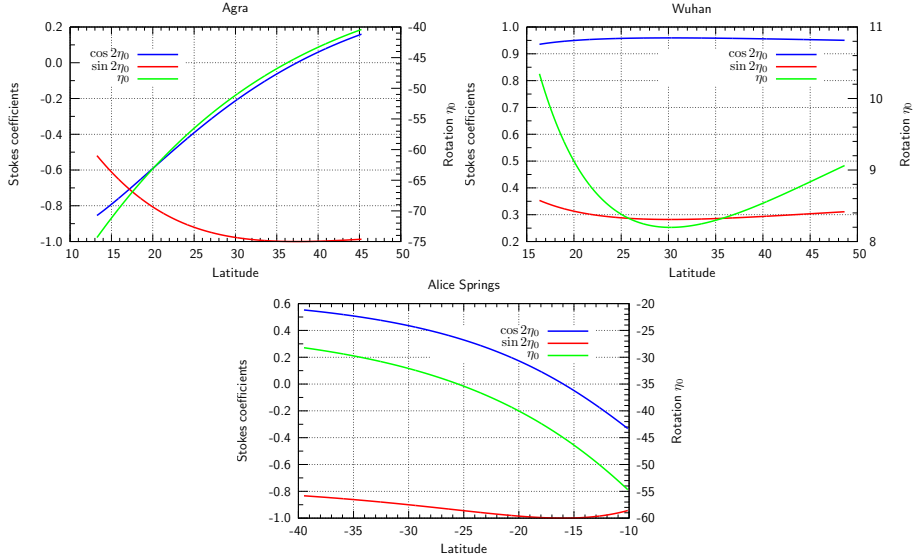 Agra
Stokes coefficients
0.2
0.0
-0.2
-0.4
-0.6
-0.8
-1.0
cos 2η₀
sin 2η₀
η₀
-40
-45
-50
-55
-60
-65
-70
-75
Rotation η₀
10 15 20 25 30 35 40 45 50
Latitude
Wuhan
Stokes coefficients
1.0
0.9
0.8
0.7
0.6
0.5
0.4
0.3
0.2
cos 2η₀
sin 2η₀
η₀
11
10
9
8
Rotation η₀
15 20 25 30 35 40 45 50
Latitude
Alice Springs
Stokes coefficients
0.6
0.4
0.2
0.0
-0.2
-0.4
-0.6
-0.8
-1.0
cos 2η₀
sin 2η₀
η₀
-20
-25
-30
-35
-40
-45
-50
-55
-60
Rotation η₀
-40 -35 -30 -25 -20 -15 -10
Latitude